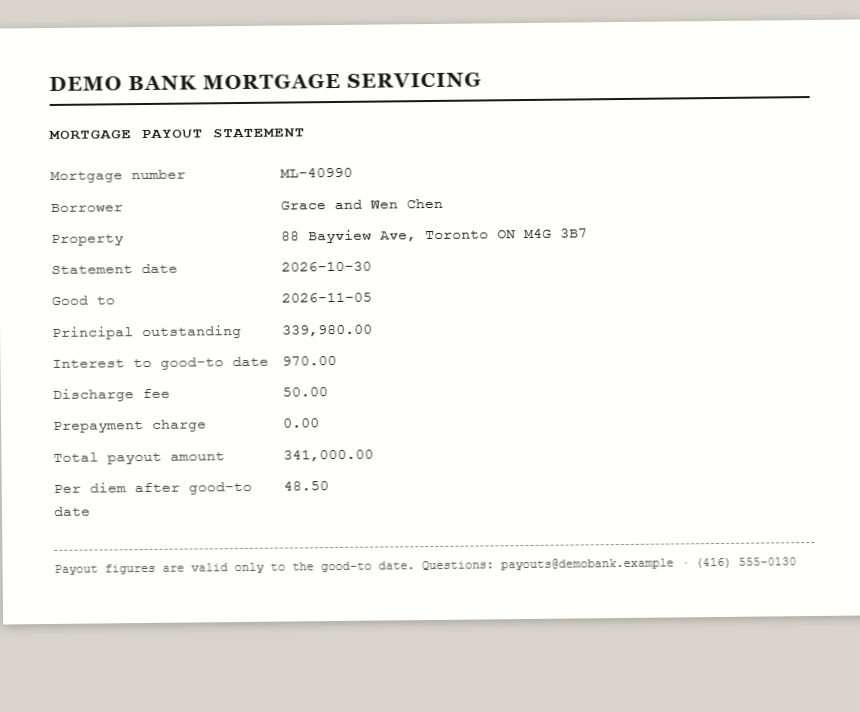 DEMO BANK MORTGAGE SERVICING
MORTGAGE PAYOUT STATEMENT
Mortgage number ML-40990
Borrower Grace and Wen Chen
Property 88 Bayview Ave, Toronto ON M4G 3B7
Statement date 2026-10-30
Good to 2026-11-05
Principal outstanding 339,980.00
Interest to good-to date 970.00
Discharge fee 50.00
Prepayment charge 0.00
Total payout amount 341,000.00
Per diem after good-to 48.50
date
Payout figures are valid only to the good-to date. Questions: payouts@demobank.example · (416) 555-0130